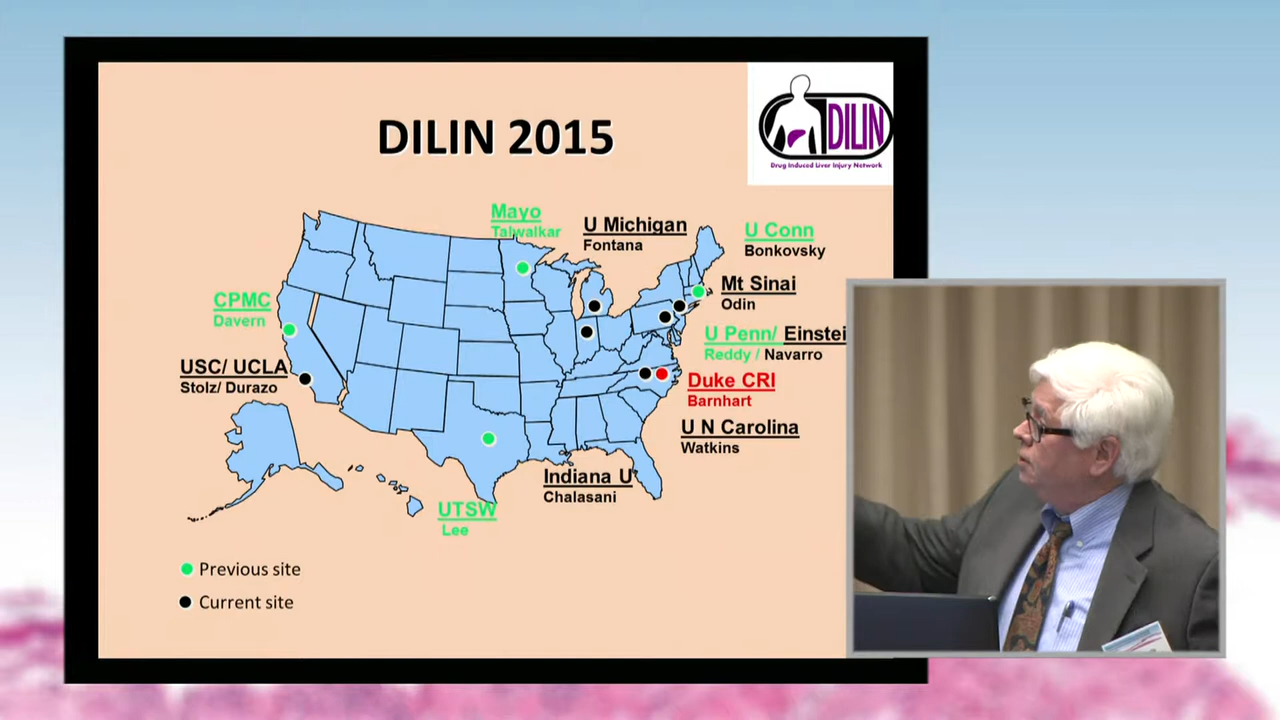 DILIN 2015
DILIN
Drug Induced Liver Injury Network
Mayo
Talwalkar
U Michigan
Fontana
U Conn
Bonkovsky
Mt Sinai
Odin
CPMC
Davern
U Penn/ Einstei
Reddy / Navarro
USC/ UCLA
Stolz/ Durazo
Duke CRI
Barnhart
U N Carolina
Watkins
Indiana U
Chalasani
UTSW
Lee
Previous site
Current site